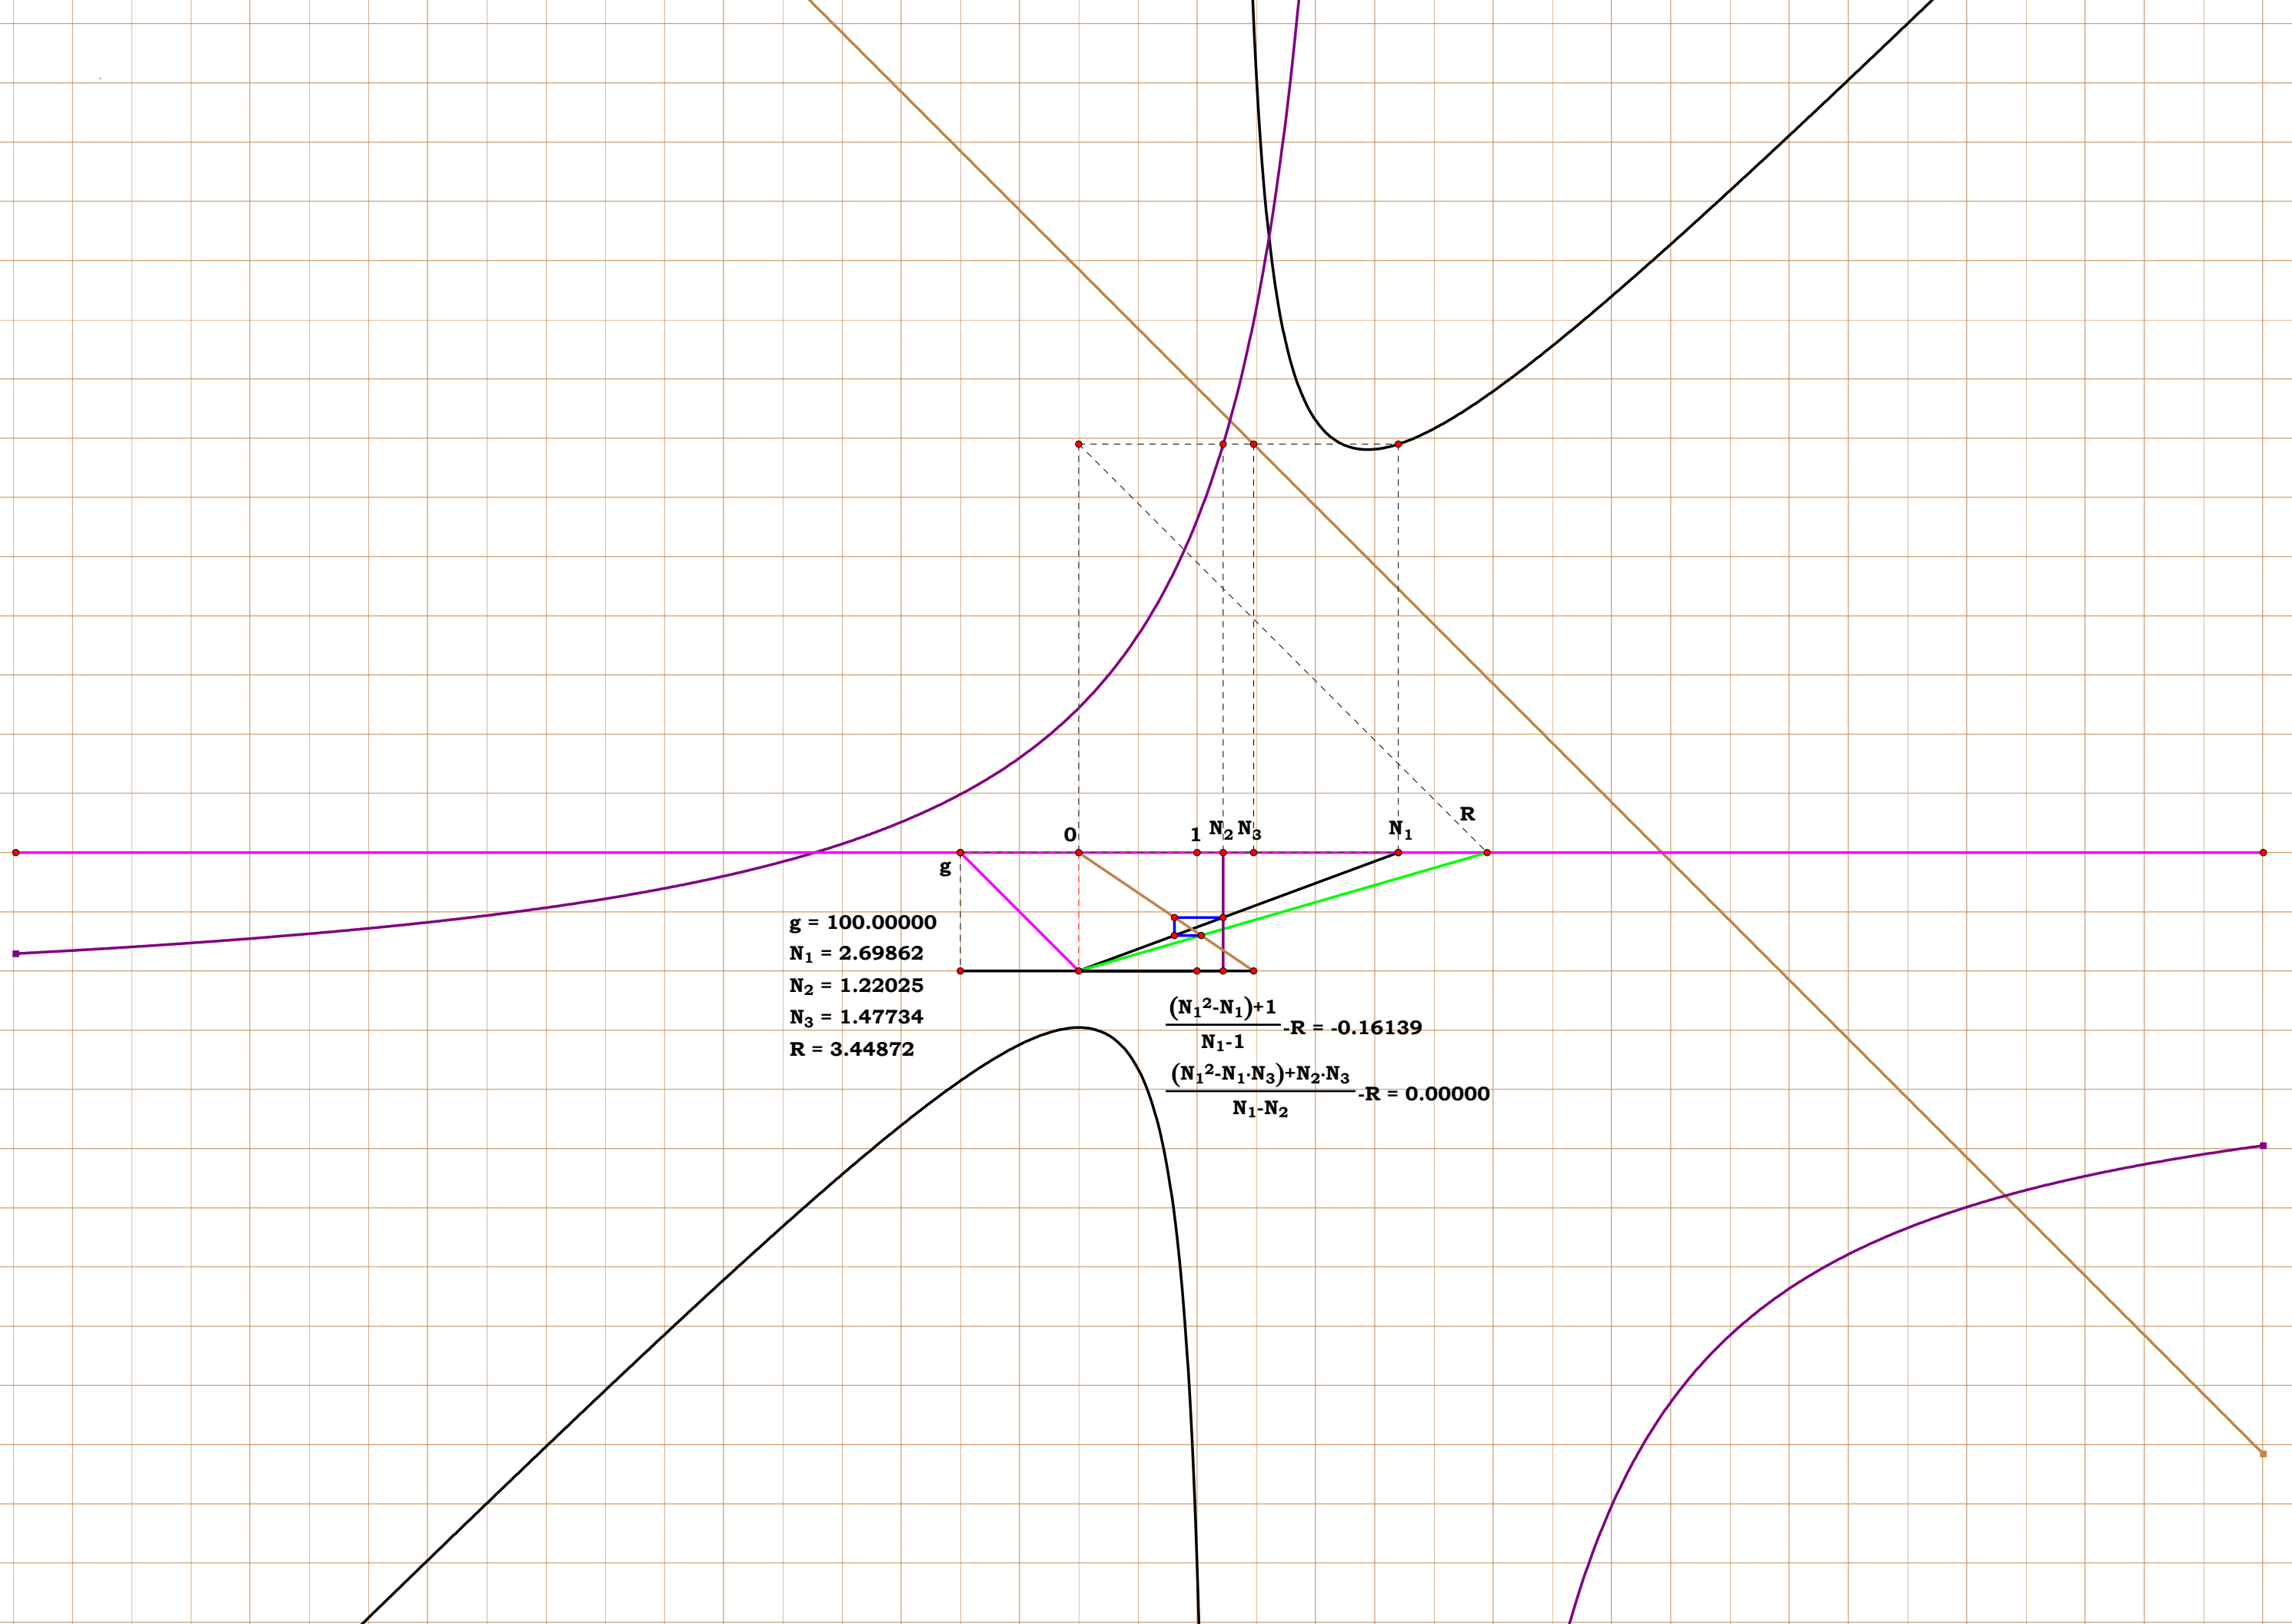 R
0 1 N₂ N₃ N₁
g
g = 100.00000
N₁ = 2.69862
N₂ = 1.22025
N₃ = 1.47734
R = 3.44872
(N₁²-N₁)+1
-R = -0.16139
N₁-1
(N₁²-N₁·N₃)+N₂·N₃
-R = 0.00000
N₁-N₂